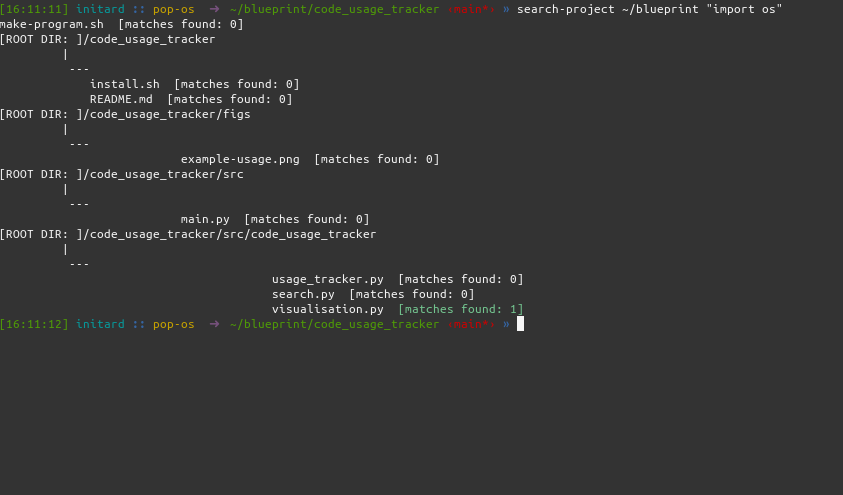 [16:11:11] initard :: pop-os → ~/blueprint/code_usage_tracker ‹main*› » search-project ~/blueprint "import os"
make-program.sh  [matches found: 0]
[ROOT DIR: ]/code_usage_tracker
|
---
install.sh  [matches found: 0]
README.md  [matches found: 0]
[ROOT DIR: ]/code_usage_tracker/figs
|
---
example-usage.png  [matches found: 0]
[ROOT DIR: ]/code_usage_tracker/src
|
---
main.py  [matches found: 0]
[ROOT DIR: ]/code_usage_tracker/src/code_usage_tracker
|
---
usage_tracker.py  [matches found: 0]
search.py  [matches found: 0]
visualisation.py  [matches found: 1]
[16:11:12] initard :: pop-os → ~/blueprint/code_usage_tracker ‹main*› »